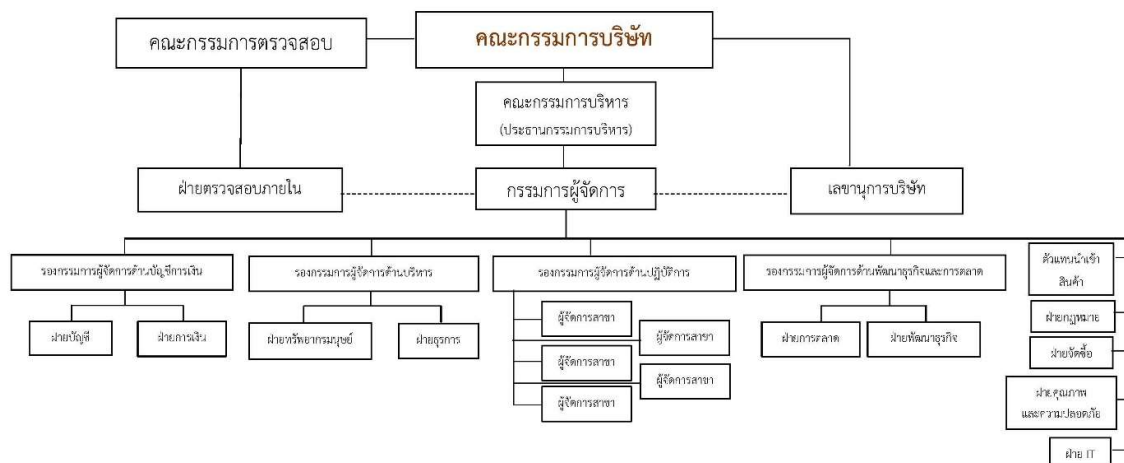 คณะกรรมการตรวจสอบ
คณะกรรมการบริษัท
คณะกรรมการบริหาร
(ประธานกรรมการบริหาร)
ฝ่ายตรวจสอบภายใน
กรรมการผู้จัดการ
เลขานุการบริษัท
รองกรรมการผู้จัดการด้านบัญชีการเงิน
รองกรรมการผู้จัดการด้านบริหาร
รองกรรมการผู้จัดการด้านปฏิบัติการ
รองกรรมการผู้จัดการด้านพัฒนาธุรกิจและการตลาด
ตัวแทนนำเข้า
สินค้า
ฝ่ายบัญชี
ฝ่ายการเงิน
ฝ่ายทรัพยากรมนุษย์
ฝ่ายธุรการ
ผู้จัดการสาขา
ผู้จัดการสาขา
ผู้จัดการสาขา
ผู้จัดการสาขา
ผู้จัดการสาขา
ฝ่ายการตลาด
ฝ่ายพัฒนาธุรกิจ
ฝ่ายกฎหมาย
ฝ่ายจัดซื้อ
ฝ่ายคุณภาพ
และความปลอดภัย
ฝ่าย IT